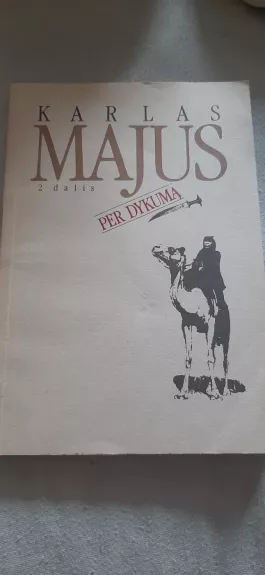 KARLAS
MAJUS
2 dalis
PER DYKUMĄ